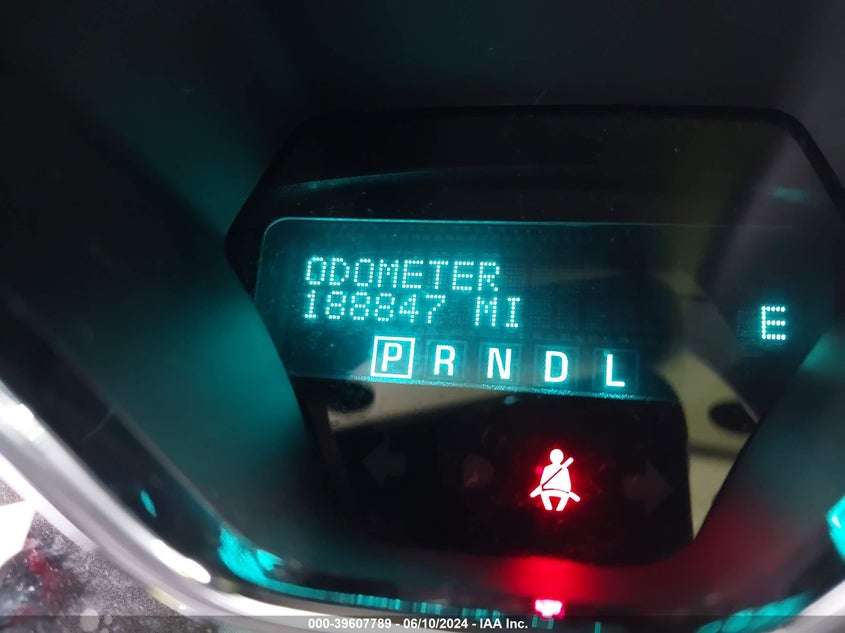 ODOMETER
188847 MI
E
P R N D L
000-39607789 - 06/10/2024 - IAA Inc.